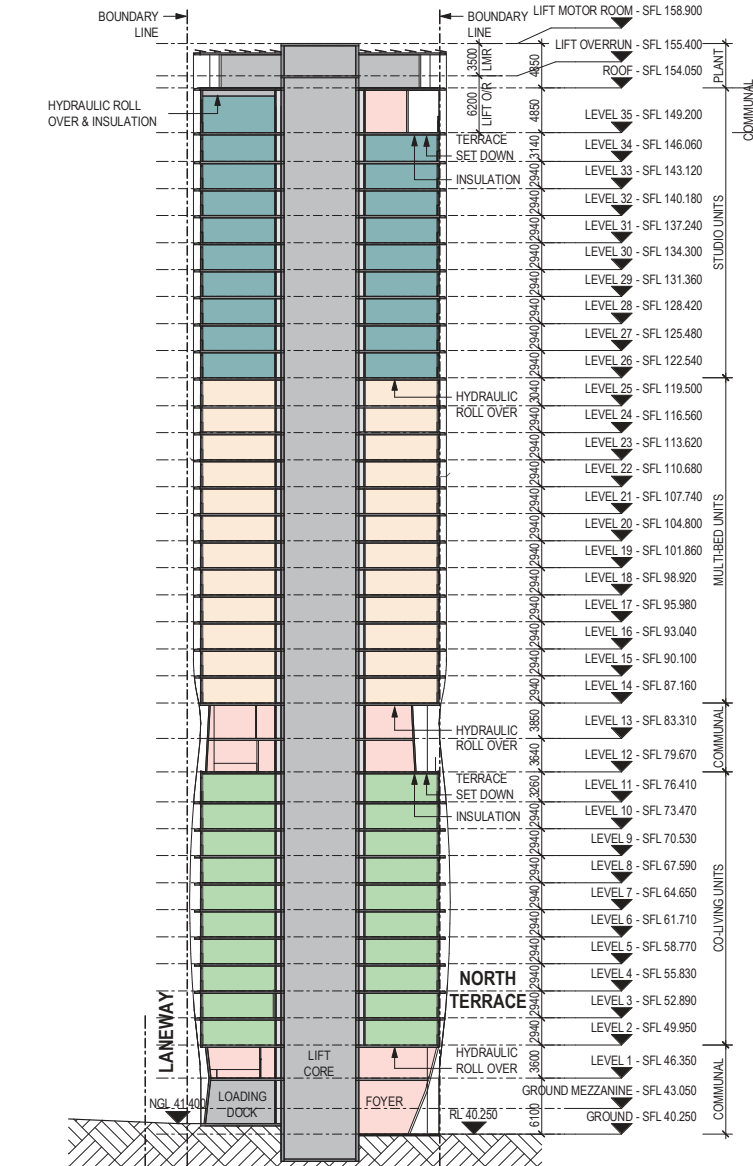 BOUNDARY
LINE
BOUNDARY
LINE
LIFT MOTOR ROOM - SFL 158.900
3500
LMR
LIFT OVERRUN - SFL 155.400
4850
PLANT
ROOF - SFL 154.050
HYDRAULIC ROLL
OVER & INSULATION
6200
LIFT O/R
4850
COMMUNAL
LEVEL 35 - SFL 149.200
TERRACE
SET DOWN
3140
LEVEL 34 - SFL 146.060
INSULATION
2940
LEVEL 33 - SFL 143.120
2940
LEVEL 32 - SFL 140.180
2940
LEVEL 31 - SFL 137.240
STUDIO UNITS
2940
LEVEL 30 - SFL 134.300
2940
LEVEL 29 - SFL 131.360
2940
LEVEL 28 - SFL 128.420
2940
LEVEL 27 - SFL 125.480
2940
LEVEL 26 - SFL 122.540
HYDRAULIC
ROLL OVER
3040
LEVEL 25 - SFL 119.500
2940
LEVEL 24 - SFL 116.560
2940
LEVEL 23 - SFL 113.620
2940
LEVEL 22 - SFL 110.680
2940
LEVEL 21 - SFL 107.740
2940
LEVEL 20 - SFL 104.800
MULTI-BED UNITS
2940
LEVEL 19 - SFL 101.860
2940
LEVEL 18 - SFL 98.920
2940
LEVEL 17 - SFL 95.980
2940
LEVEL 16 - SFL 93.040
2940
LEVEL 15 - SFL 90.100
2940
LEVEL 14 - SFL 87.160
HYDRAULIC
ROLL OVER
3850
LEVEL 13 - SFL 83.310
COMMUNAL
3640
LEVEL 12 - SFL 79.670
TERRACE
SET DOWN
3260
LEVEL 11 - SFL 76.410
INSULATION
2940
LEVEL 10 - SFL 73.470
2940
LEVEL 9 - SFL 70.530
2940
LEVEL 8 - SFL 67.590
2940
LEVEL 7 - SFL 64.650
CO-LIVING UNITS
2940
LEVEL 6 - SFL 61.710
2940
LEVEL 5 - SFL 58.770
2940
LEVEL 4 - SFL 55.830
NORTH
TERRACE
2940
LEVEL 3 - SFL 52.890
2940
LEVEL 2 - SFL 49.950
LANEWAY
LIFT
CORE
HYDRAULIC
ROLL OVER
3600
LEVEL 1 - SFL 46.350
COMMUNAL
LOADING
DOCK
FOYER
GROUND MEZZANINE - SFL 43.050
NGL 41.400
RL 40.250
6100
GROUND - SFL 40.250